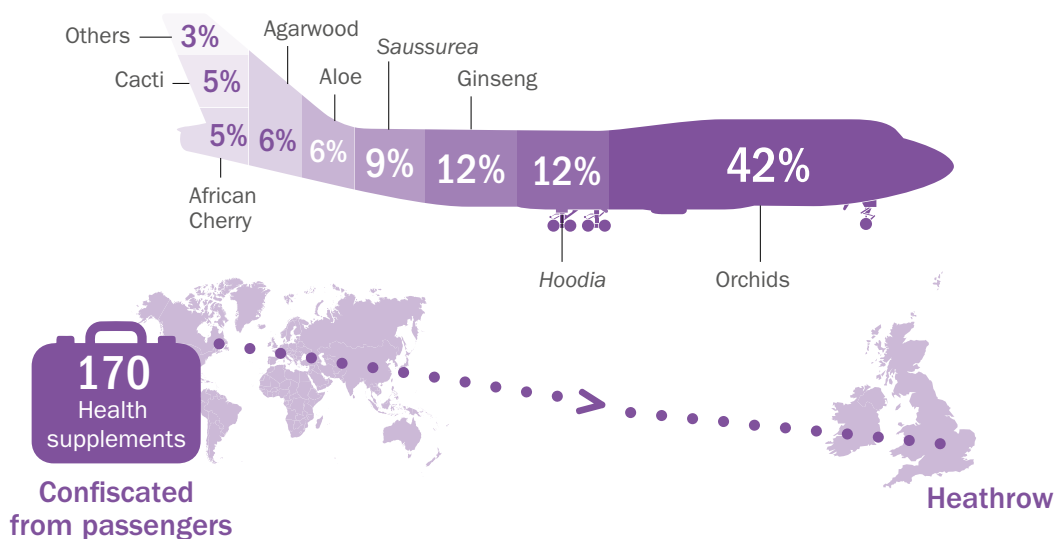 Others
3%
Agarwood
Saussurea
Cacti
5%
Aloe
Ginseng
5%
6%
6%
9%
12%
12%
42%
African
Cherry
Hoodia
Orchids
170
Health
supplements
Confiscated
from passengers
Heathrow